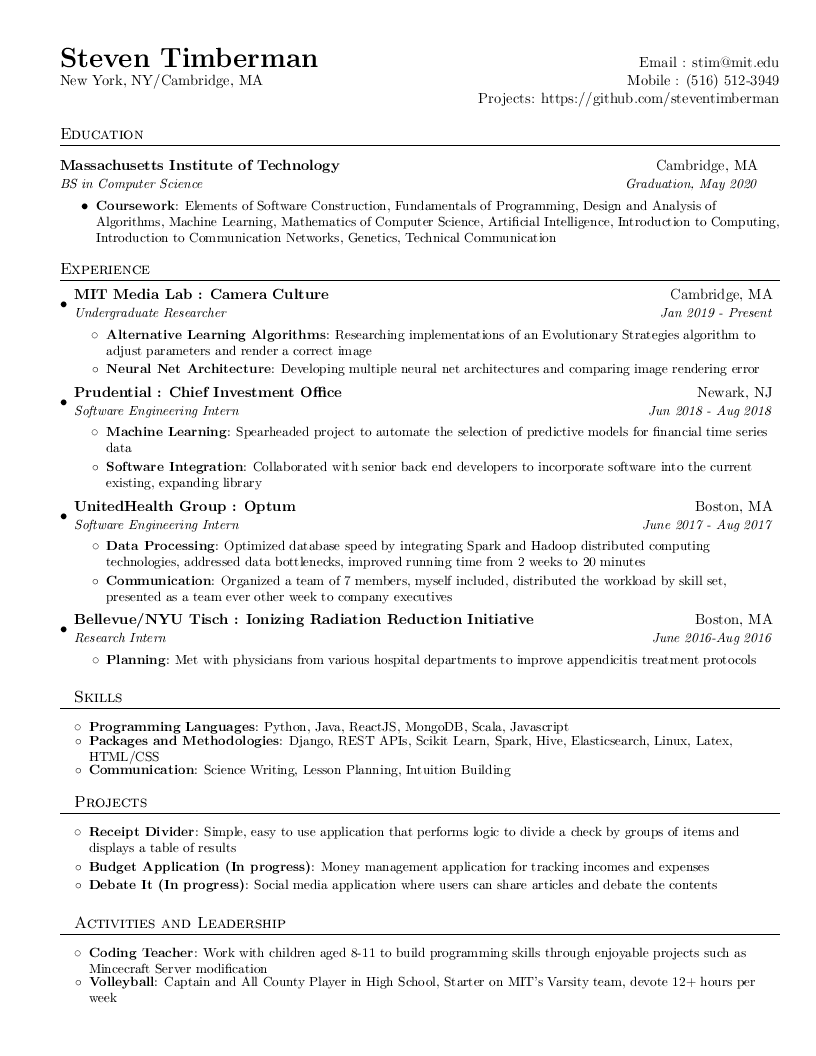 Steven Timberman
New York, NY/Cambridge, MA
Email : stim@mit.edu
Mobile : (516) 512-3949
Projects: https://github.com/steventimberman
Education
Massachusetts Institute of Technology Cambridge, MA
BS in Computer Science Graduation, May 2020
• Coursework: Elements of Software Construction, Fundamentals of Programming, Design and Analysis of
Algorithms, Machine Learning, Mathematics of Computer Science, Artificial Intelligence, Introduction to Computing,
Introduction to Communication Networks, Genetics, Technical Communication
Experience
• MIT Media Lab : Camera Culture Cambridge, MA
Undergraduate Researcher Jan 2019 - Present
◦ Alternative Learning Algorithms: Researching implementations of an Evolutionary Strategies algorithm to
adjust parameters and render a correct image
◦ Neural Net Architecture: Developing multiple neural net architectures and comparing image rendering error
• Prudential : Chief Investment Office Newark, NJ
Software Engineering Intern Jun 2018 - Aug 2018
◦ Machine Learning: Spearheaded project to automate the selection of predictive models for financial time series
data
◦ Software Integration: Collaborated with senior back end developers to incorporate software into the current
existing, expanding library
• UnitedHealth Group : Optum Boston, MA
Software Engineering Intern June 2017 - Aug 2017
◦ Data Processing: Optimized database speed by integrating Spark and Hadoop distributed computing
technologies, addressed data bottlenecks, improved running time from 2 weeks to 20 minutes
◦ Communication: Organized a team of 7 members, myself included, distributed the workload by skill set,
presented as a team ever other week to company executives
• Bellevue/NYU Tisch : Ionizing Radiation Reduction Initiative Boston, MA
Research Intern June 2016-Aug 2016
◦ Planning: Met with physicians from various hospital departments to improve appendicitis treatment protocols
Skills
◦ Programming Languages: Python, Java, ReactJS, MongoDB, Scala, Javascript
◦ Packages and Methodologies: Django, REST APIs, Scikit Learn, Spark, Hive, Elasticsearch, Linux, Latex,
HTML/CSS
◦ Communication: Science Writing, Lesson Planning, Intuition Building
Projects
◦ Receipt Divider: Simple, easy to use application that performs logic to divide a check by groups of items and
displays a table of results
◦ Budget Application (In progress): Money management application for tracking incomes and expenses
◦ Debate It (In progress): Social media application where users can share articles and debate the contents
Activities and Leadership
◦ Coding Teacher: Work with children aged 8-11 to build programming skills through enjoyable projects such as
Mincecraft Server modification
◦ Volleyball: Captain and All County Player in High School, Starter on MIT's Varsity team, devote 12+ hours per
week